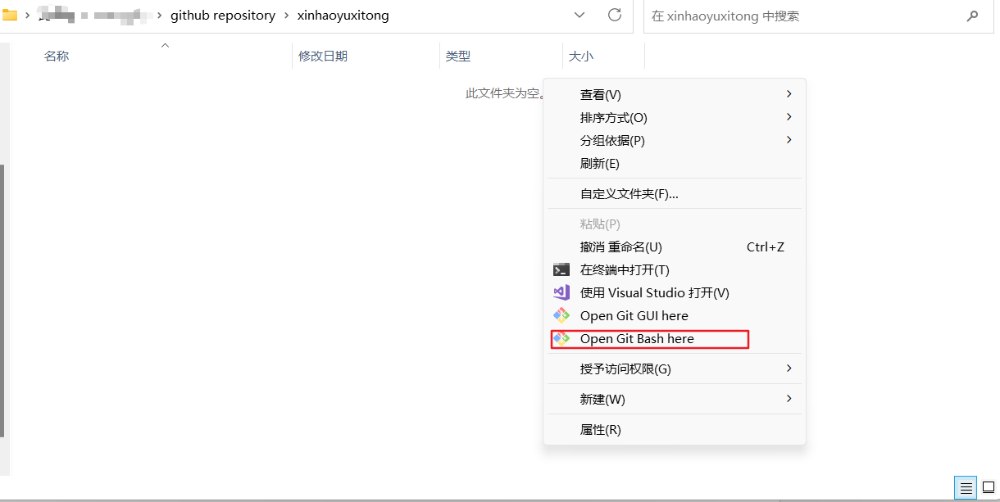 github repository
xinhaoyuxitong
在 xinhaoyuxitong 中搜索
名称
修改日期
类型
大小
此文件夹为空。
查看(V)
排序方式(O)
分组依据(P)
刷新(E)
自定义文件夹(F)...
粘贴(P)
撤消 重命名(U) Ctrl+Z
在终端中打开(T)
使用 Visual Studio 打开(V)
Open Git GUI here
Open Git Bash here
授予访问权限(G)
新建(W)
属性(R)